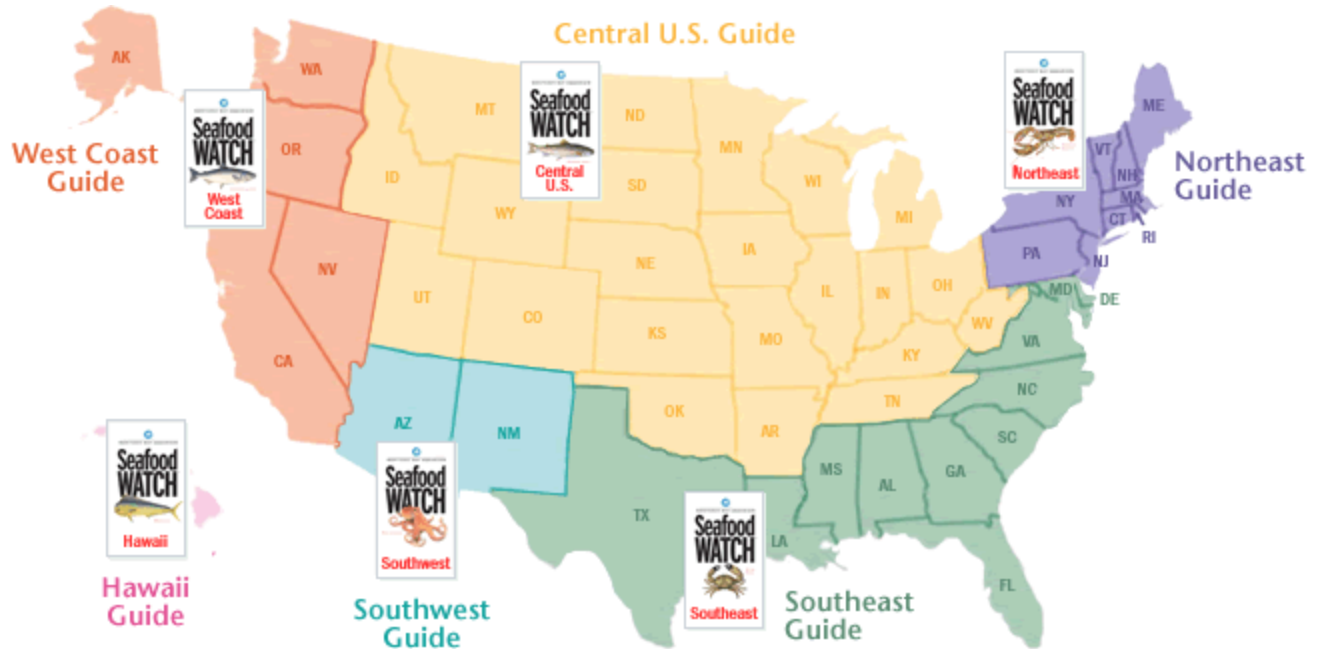 Central U.S. Guide
AK
WA
OR
ID
MT
ND
MN
WI
MI
SD
WY
NE
IA
NV
UT
CO
KS
MO
IL
IN
OH
WV
KY
CA
AZ
NM
OK
AR
TN
TX
LA
MS
AL
GA
FL
SC
NC
VA
MD
DE
PA
NJ
NY
CT
RI
MA
NH
VT
ME
West Coast
Guide
Seafood
WATCH
West
Coast
Seafood
WATCH
Central
U.S.
Seafood
WATCH
Northeast
Northeast
Guide
Seafood
WATCH
Hawaii
Hawaii
Guide
Seafood
WATCH
Southwest
Southwest
Guide
Seafood
WATCH
Southeast
Southeast
Guide